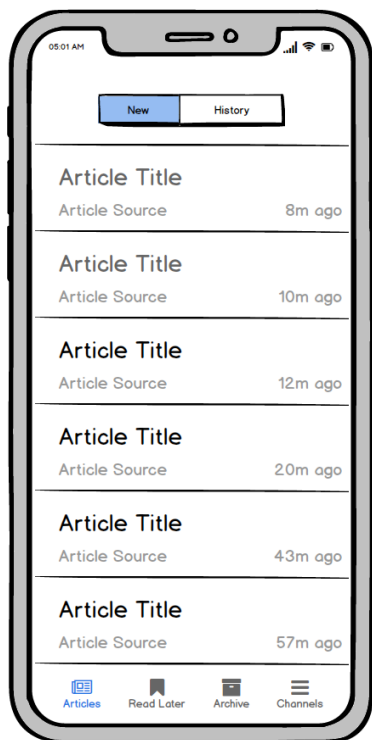 05:01 AM
New History
Article Title
Article Source 8m ago
Article Title
Article Source 10m ago
Article Title
Article Source 12m ago
Article Title
Article Source 20m ago
Article Title
Article Source 43m ago
Article Title
Article Source 57m ago
Articles Read Later Archive Channels